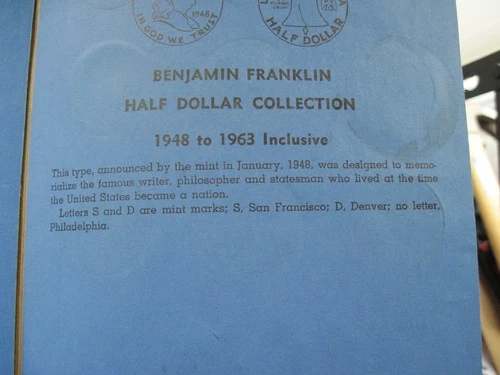 1948
IN GOD WE TRUST
HALF DOLLAR
BENJAMIN FRANKLIN
HALF DOLLAR COLLECTION
1948 to 1963 Inclusive
This type, announced by the mint in January, 1948, was designed to memo-
rialize the famous writer, philosopher and statesman who lived at the time
the United States became a nation.
Letters S and D are mint marks; S, San Francisco; D, Denver; no letter,
Philadelphia.